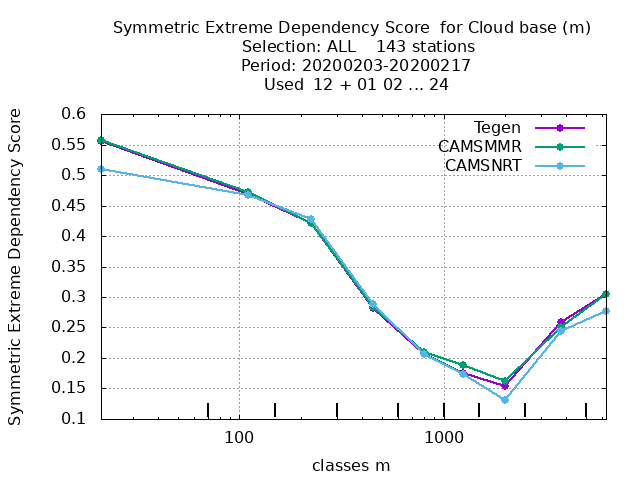 Symmetric Extreme Dependency Score for Cloud base (m)
Selection: ALL 143 stations
Period: 20200203-20200217
Used 12 + 01 02 ... 24
Symmetric Extreme Dependency Score
0.6
0.55
0.5
0.45
0.4
0.35
0.3
0.25
0.2
0.15
0.1
Tegen
CAMSMMR
CAMSNRT
100
1000
classes m